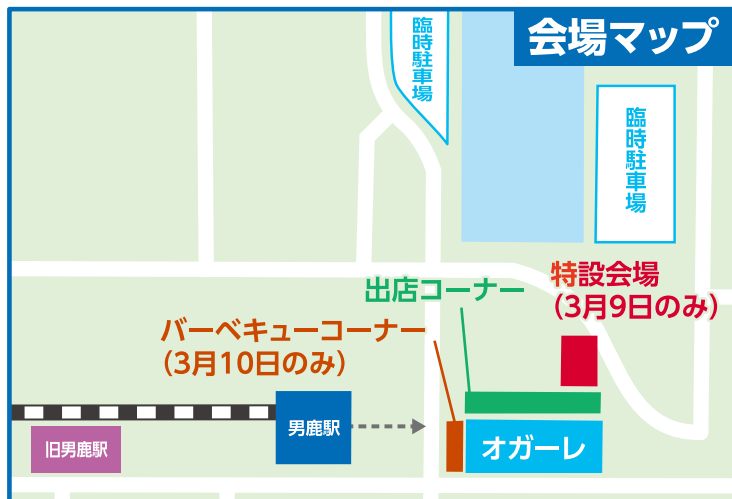 会場マップ
臨時駐車場
臨時駐車場
特設会場
（3月9日のみ）
出店コーナー
バーベキューコーナー
（3月10日のみ）
男鹿駅
旧男鹿駅
オガーレ